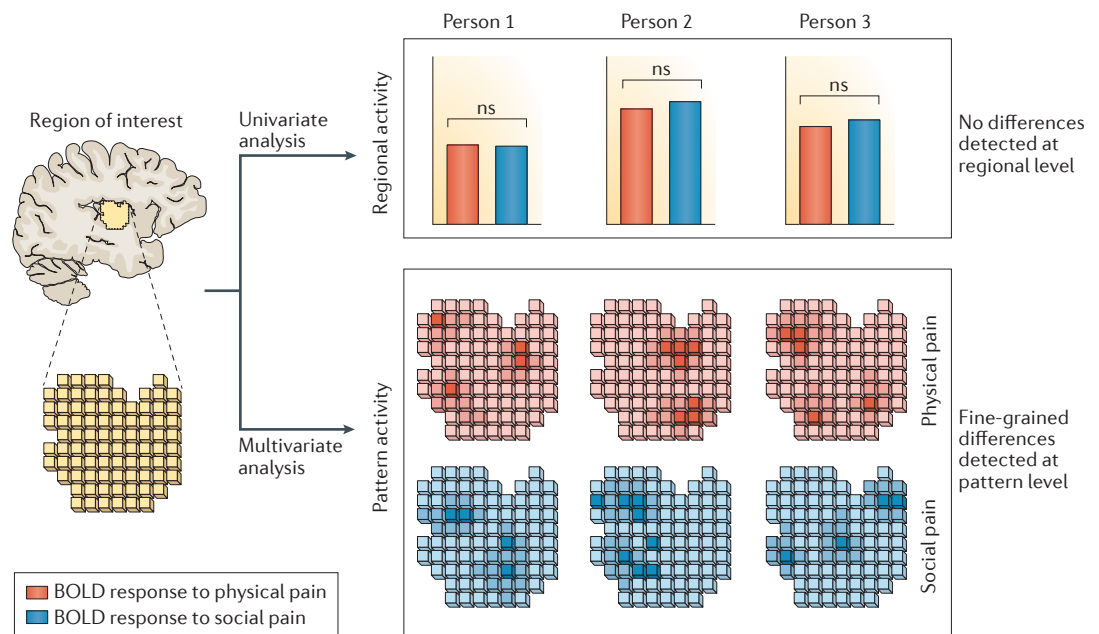 Person 1
Person 2
Person 3
Region of interest
Univariate
analysis
Regional activity
ns
ns
ns
No differences
detected at
regional level
Multivariate
analysis
Pattern activity
Physical pain
Social pain
Fine-grained
differences
detected at
pattern level
BOLD response to physical pain
BOLD response to social pain